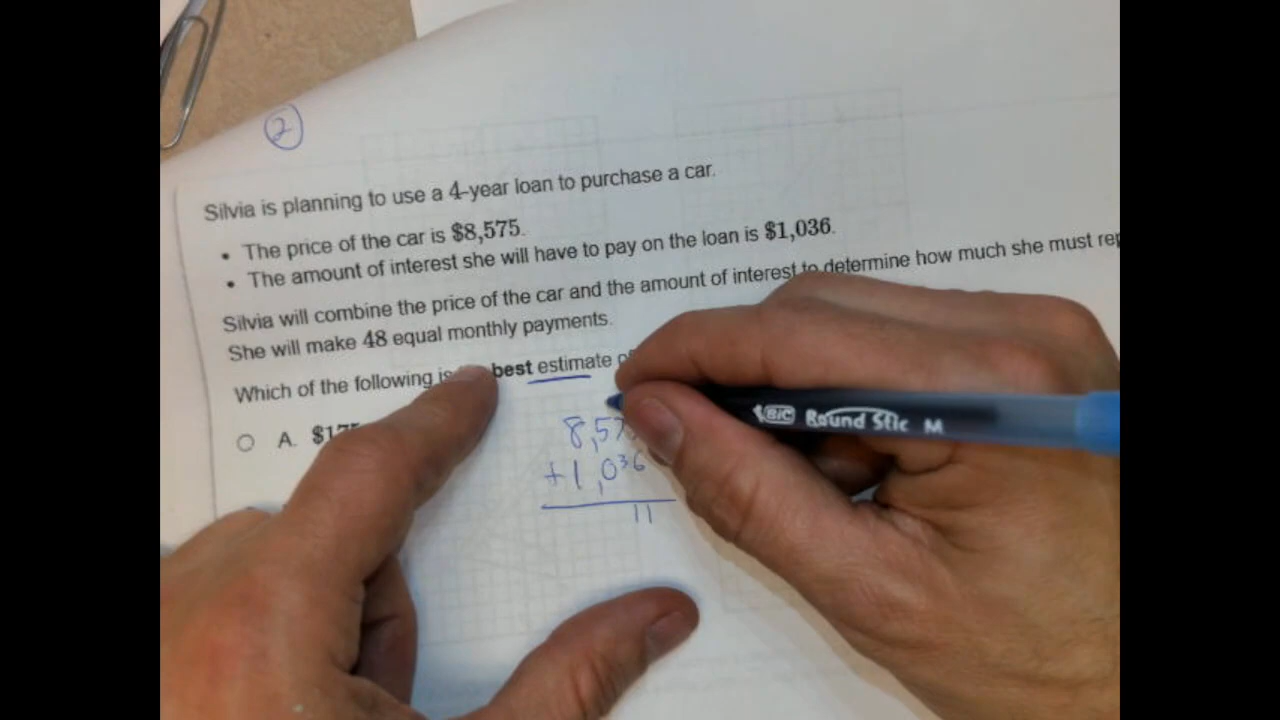 2
Silvia is planning to use a 4-year loan to purchase a car.
• The price of the car is $8,575.
• The amount of interest she will have to pay on the loan is $1,036.
Silvia will combine the price of the car and the amount of interest to determine how much she must
She will make 48 equal monthly payments.
Which of the following is best estimate
A.
8,57
+1,036
11
BIC Round Stic M